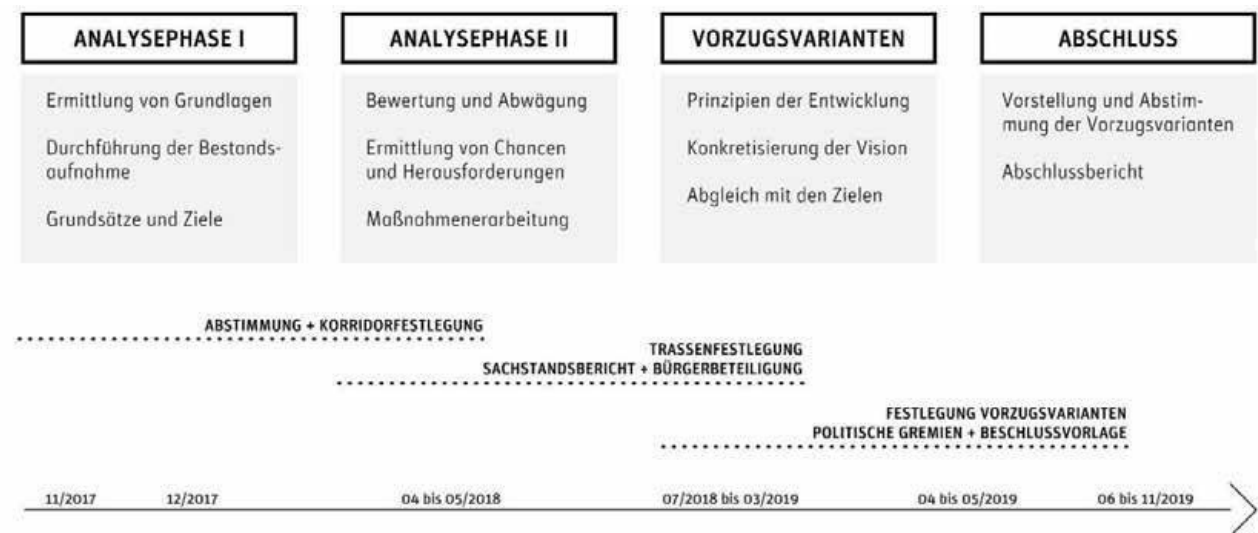 ANALYSEPHASE I
Ermittlung von Grundlagen
Durchführung der Bestands-
aufnahme
Grundsätze und Ziele
ANALYSEPHASE II
Bewertung und Abwägung
Ermittlung von Chancen
und Herausforderungen
Maßnahmenerarbeitung
VORZUGSVARIANTEN
Prinzipien der Entwicklung
Konkretisierung der Vision
Abgleich mit den Zielen
ABSCHLUSS
Vorstellung und Abstim-
mung der Vorzugsvarianten
Abschlussbericht
ABSTIMMUNG + KORRIDORFESTLEGUNG
TRASSENFESTLEGUNG
SACHSTANDSBERICHT + BÜRGERBETEILIGUNG
FESTLEGUNG VORZUGSVARIANTEN
POLITISCHE GREMIEN + BESCHLUSSVORLAGE
11/2017
12/2017
04 bis 05/2018
07/2018 bis 03/2019
04 bis 05/2019
06 bis 11/2019